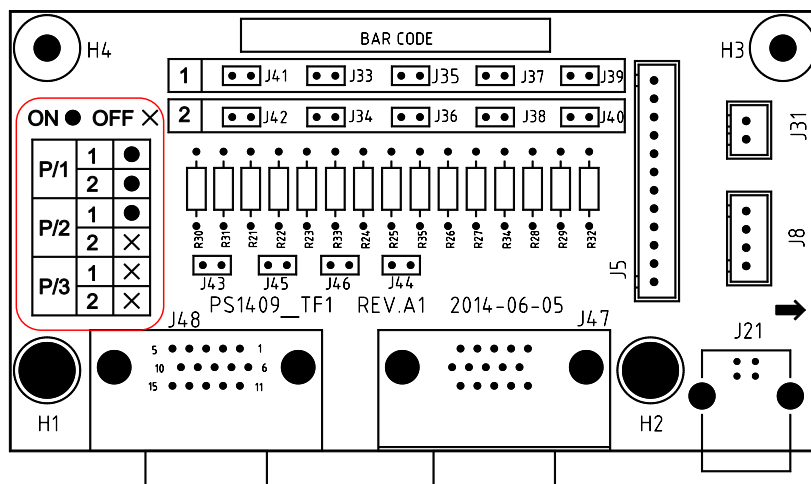 BAR CODE
H4
H3
1 J41 J33 J35 J37 J39
2 J42 J34 J36 J38 J40
J31
ON OFF
P/1 1
2
P/2 1
2
P/3 1
2
R30 R31 R21 R22 R23 R33 R24 R25 R35 R26 R27 R34 R28 R29 R32
J5
J8
J43 J45 J46 J44
PS1409_TF1 REV.A1 2014-06-05
J48
J47
J21
5 1
10 6
15 11
H1
H2